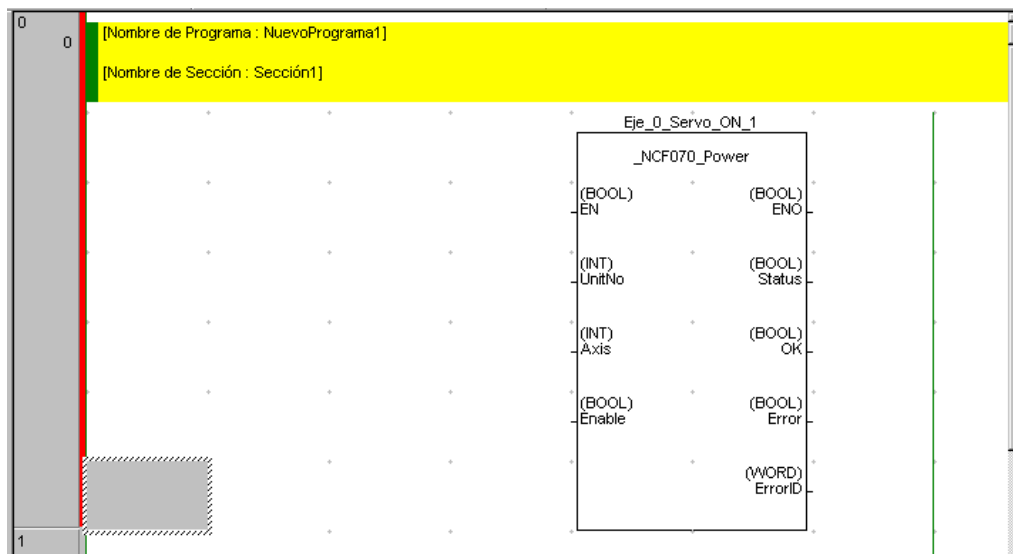 0
0
[Nombre de Programa : NuevoPrograma1]
[Nombre de Sección : Sección1]
Eje_0_Servo_ON_1
_NCF070_Power
(BOOL) (BOOL)
EN ENO
(INT) (BOOL)
UnitNo Status
(INT) (BOOL)
Axis OK
(BOOL) (BOOL)
Enable Error
(WORD)
ErrorID
1